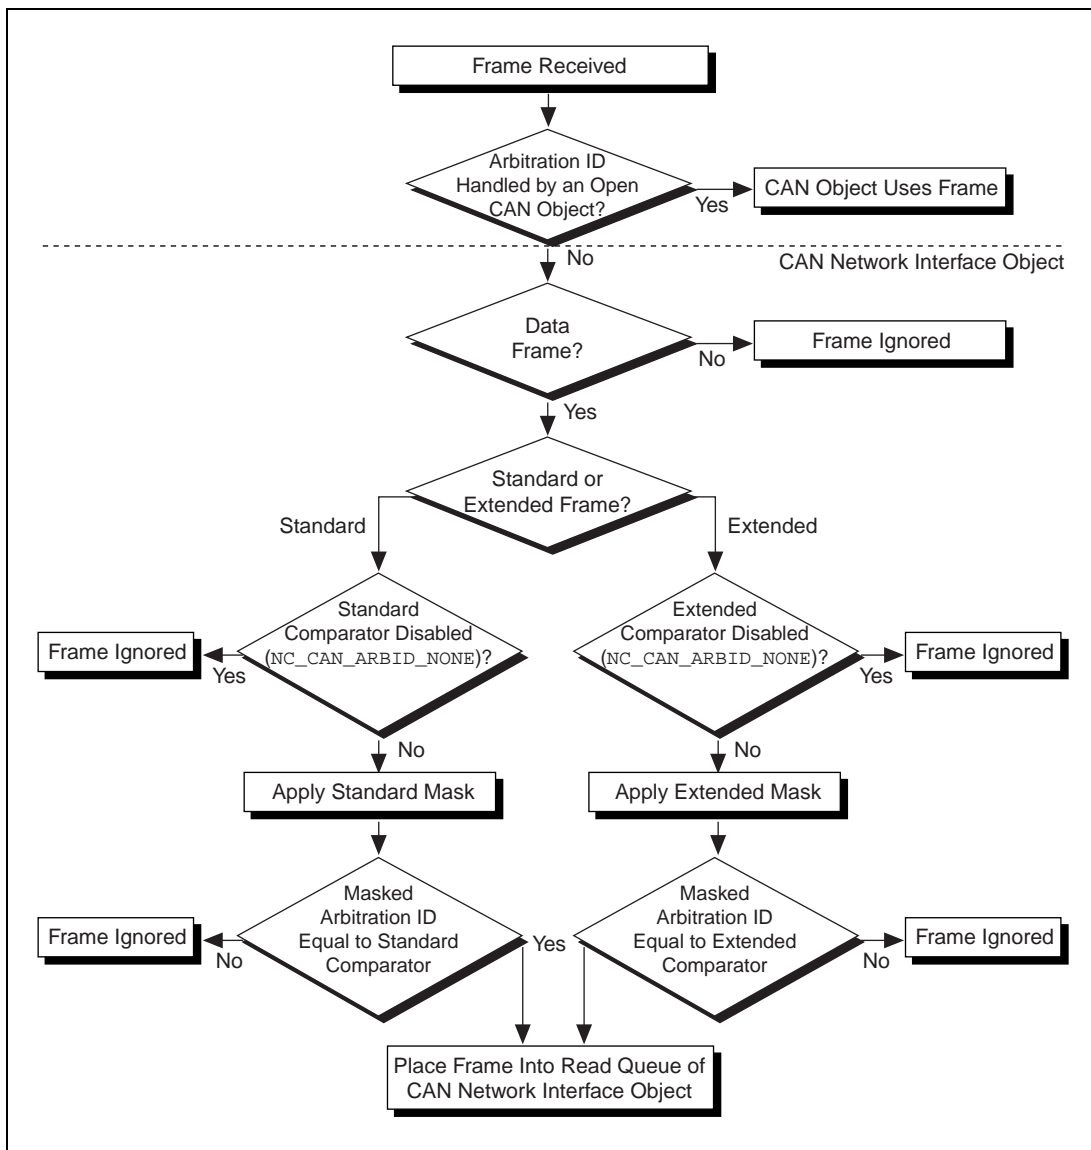 Frame Received
Arbitration ID
Handled by an Open
CAN Object?
Yes
CAN Object Uses Frame
No
CAN Network Interface Object
Data
Frame?
No
Frame Ignored
Yes
Standard or
Extended Frame?
Standard
Extended
Standard
Comparator Disabled
(NC_CAN_ARBID_NONE)?
Frame Ignored
Yes
Extended
Comparator Disabled
(NC_CAN_ARBID_NONE)?
Yes
Frame Ignored
No
No
Apply Standard Mask
Apply Extended Mask
Masked
Arbitration ID
Equal to Standard
Comparator
Frame Ignored
No
Yes
Masked
Arbitration ID
Equal to Extended
Comparator
No
Frame Ignored
Place Frame Into Read Queue of
CAN Network Interface Object